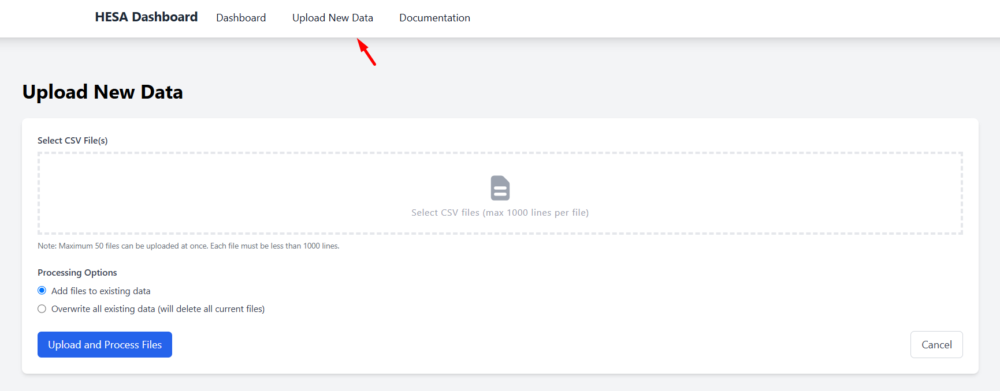 HESA Dashboard Dashboard Upload New Data Documentation
Upload New Data
Select CSV File(s)
Select CSV files (max 1000 lines per file)
Note: Maximum 50 files can be uploaded at once. Each file must be less than 1000 lines.
Processing Options
Add files to existing data
Overwrite all existing data (will delete all current files)
Upload and Process Files Cancel